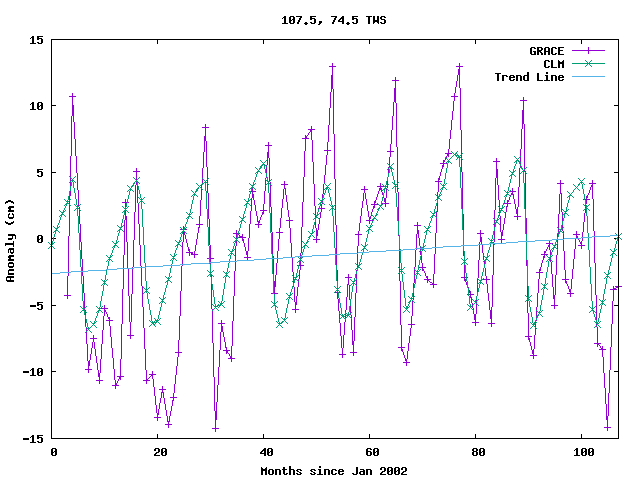 107.5, 74.5 TWS
GRACE
CLM
Trend Line
15
10
5
0
-5
-10
-15
Anomaly (cm)
0 20 40 60 80 100
Months since Jan 2002